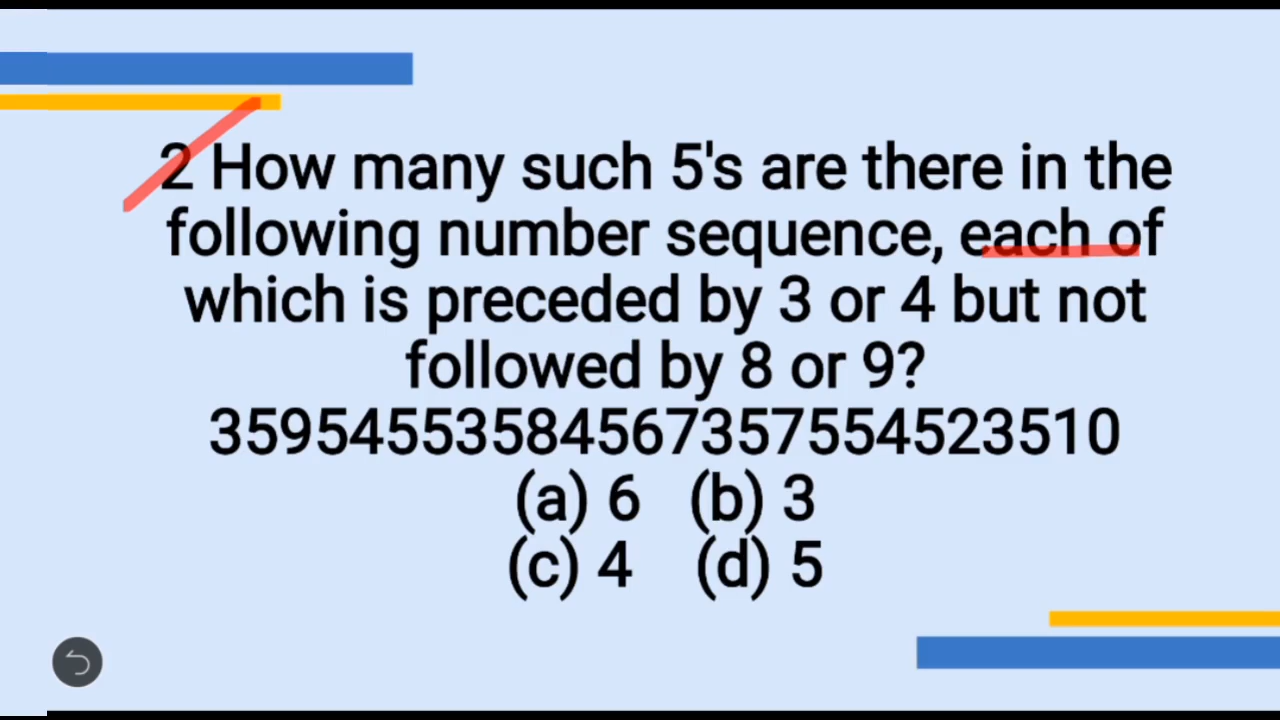 2 How many such 5's are there in the
following number sequence, each of
which is preceded by 3 or 4 but not
followed by 8 or 9?
35954553584567357554523510
(a) 6 (b) 3
(c) 4 (d) 5